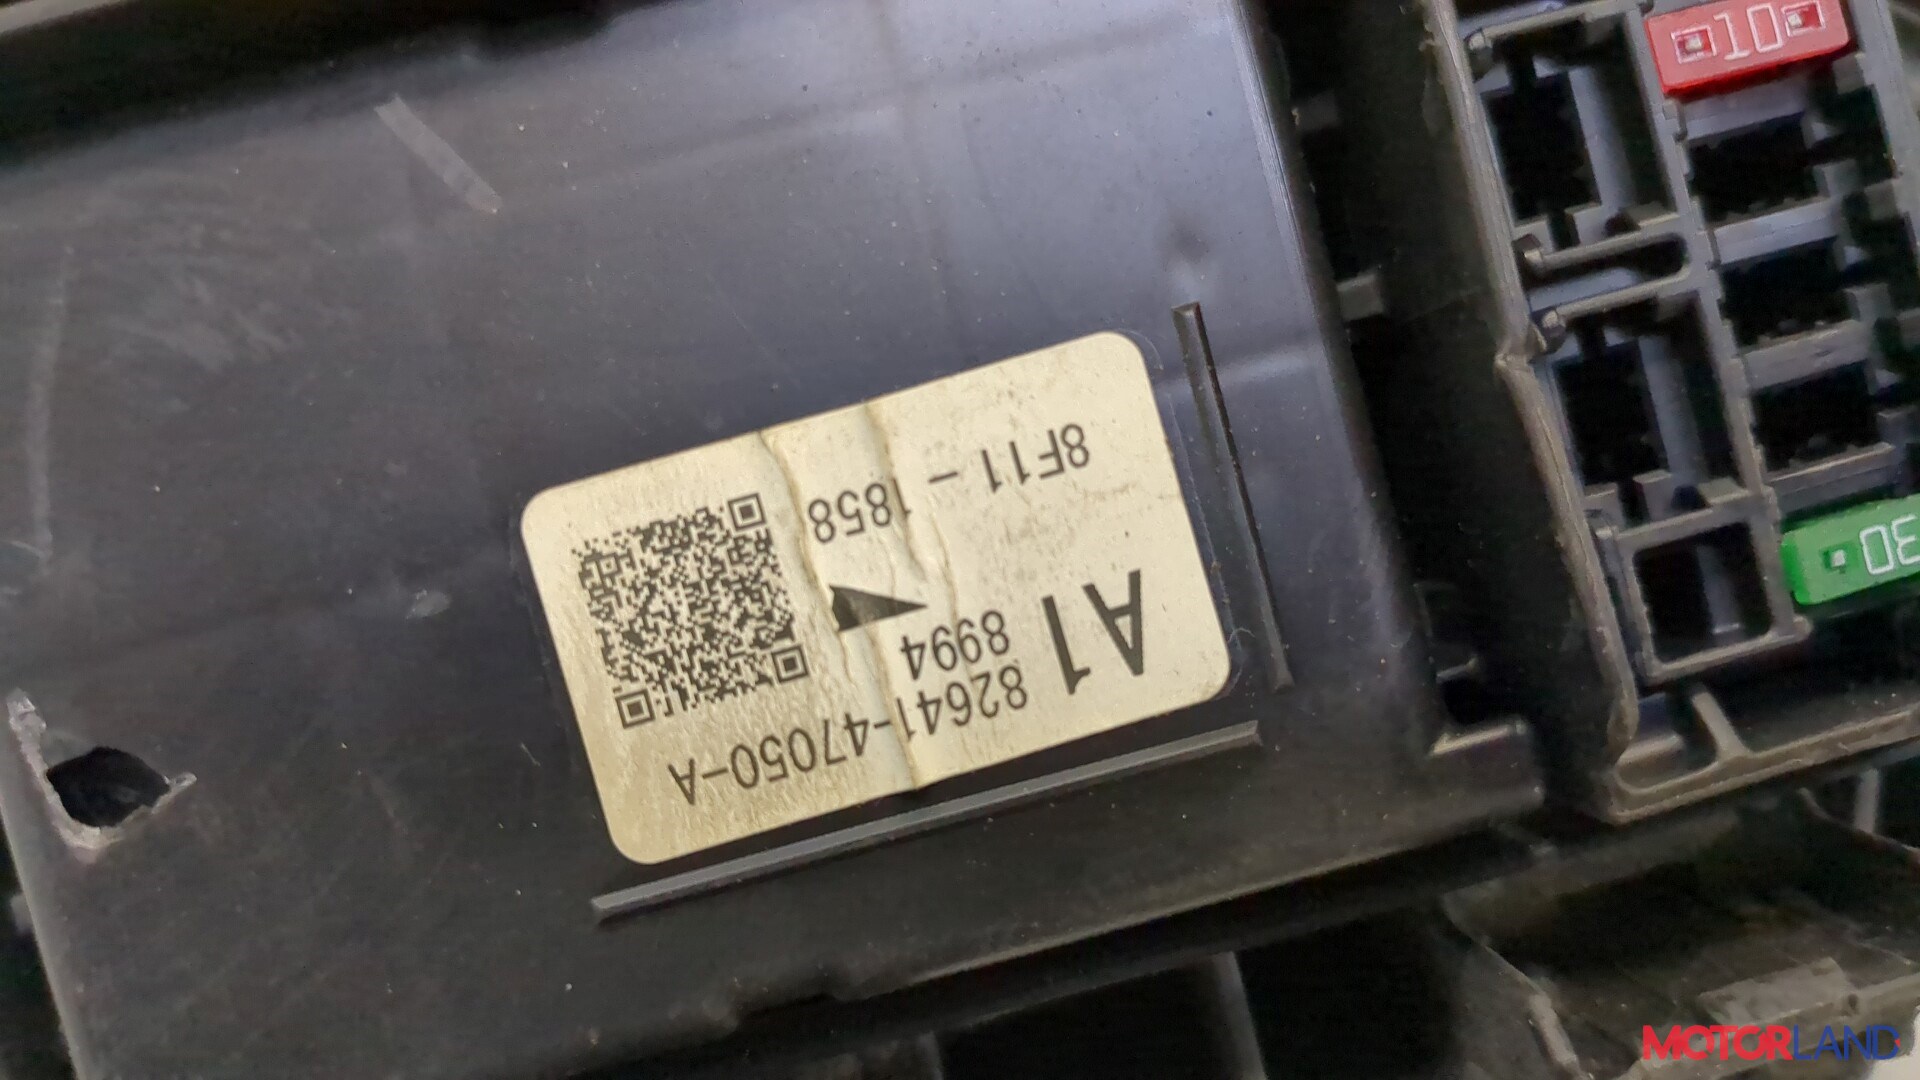 82641-47050-A
A1
8994
8F11 - 1858
10
30
MOTORLAND